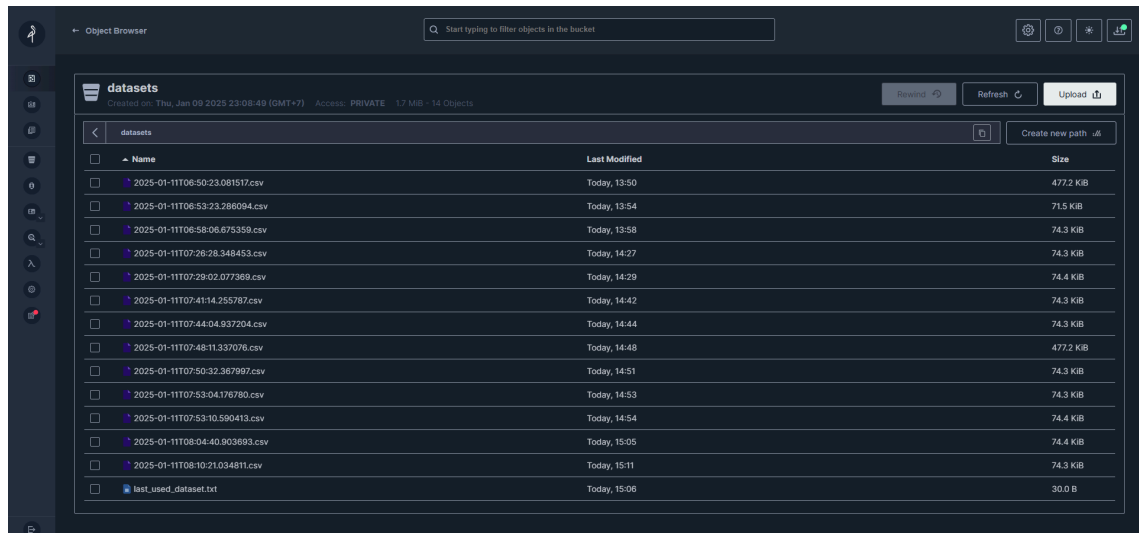 ← Object Browser
Start typing to filter objects in the bucket
datasets
Created on: Thu, Jan 09 2025 23:08:49 (GMT+7) Access: PRIVATE 1.7 MiB - 14 Objects
Rewind
Refresh
Upload
datasets
Create new path
Name Last Modified Size
2025-01-11T06:50:23.081517.csv Today, 13:50 477.2 KiB
2025-01-11T06:53:23.286094.csv Today, 13:54 71.5 KiB
2025-01-11T06:58:06.675359.csv Today, 13:58 74.3 KiB
2025-01-11T07:26:28.348453.csv Today, 14:27 74.3 KiB
2025-01-11T07:29:02.077369.csv Today, 14:29 74.4 KiB
2025-01-11T07:41:14.255787.csv Today, 14:42 74.3 KiB
2025-01-11T07:44:04.937204.csv Today, 14:44 74.3 KiB
2025-01-11T07:48:11.337076.csv Today, 14:48 477.2 KiB
2025-01-11T07:50:32.367997.csv Today, 14:51 74.3 KiB
2025-01-11T07:53:04.176780.csv Today, 14:53 74.3 KiB
2025-01-11T07:53:10.590413.csv Today, 14:54 74.4 KiB
2025-01-11T08:04:40.903693.csv Today, 15:05 74.4 KiB
2025-01-11T08:10:21.034811.csv Today, 15:11 74.3 KiB
last_used_dataset.txt Today, 15:06 30.0 B